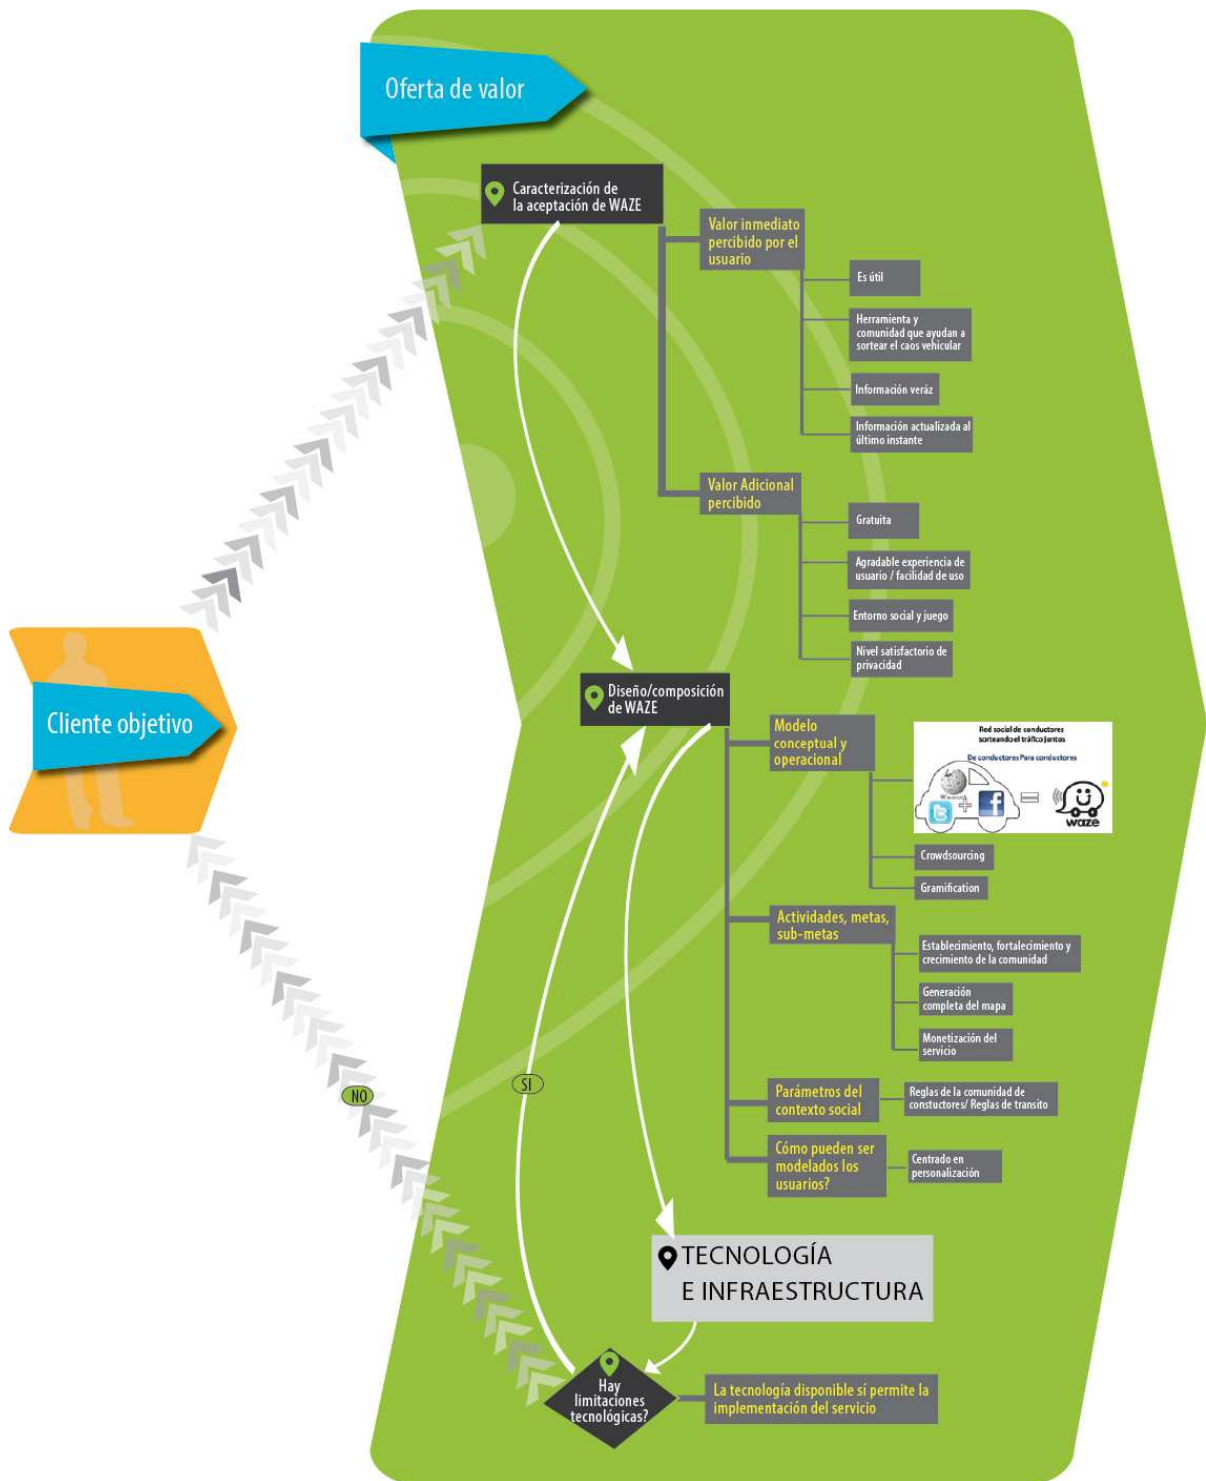 Oferta de valor
Caracterización de
la aceptación de WAZE
Valor inmediato
percibido por el
usuario
Es útil
Herramienta y
comunidad que ayudan a
sortear el caos vehicular
Información veráz
Información actualizada al
último instante
Valor Adicional
percibido
Gratuita
Agradable experiencia de
usuario / facilidad de uso
Entorno social y juego
Nivel satisfactorio de
privacidad
Cliente objetivo
Diseño/composición
de WAZE
Modelo
conceptual y
operacional
Red social de conductores
sorteando el tráfico juntos
De conductores Para conductores
waze
Crowdsourcing
Gramification
Actividades, metas,
sub-metas
Establecimiento, fortalecimiento y
crecimiento de la comunidad
Generación
completa del mapa
Monetización del
servicio
NO
SI
Parámetros del
contexto social
Reglas de la comunidad de
constuctores/ Reglas de transito
Cómo pueden ser
modelados los
usuarios?
Centrado en
personalización
TECNOLOGÍA
E INFRAESTRUCTURA
Hay
limitaciones
tecnológicas?
La tecnología disponible sí permite la
implementación del servicio